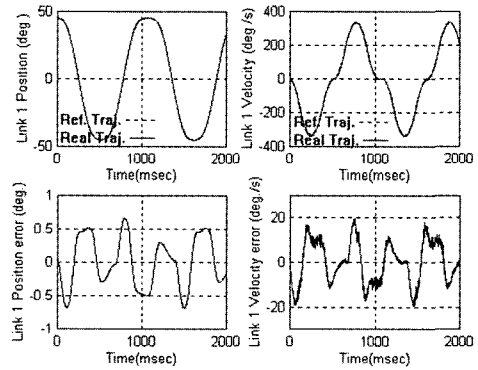 Link 1 Position (deg.)
50
0
-50
Ref. Traj.
Real Traj.
0
1000
2000
Time(msec)
Link 1 Velocity (deg./s)
400
200
0
-200
-400
Ref. Traj.
Real Traj.
0
1000
2000
Time(msec)
Link 1 Position error (deg.)
1
0.5
0
-0.5
-1
0
1000
2000
Time(msec)
Link 1 Velocity error (deg./s)
20
0
-20
0
1000
2000
Time(msec)